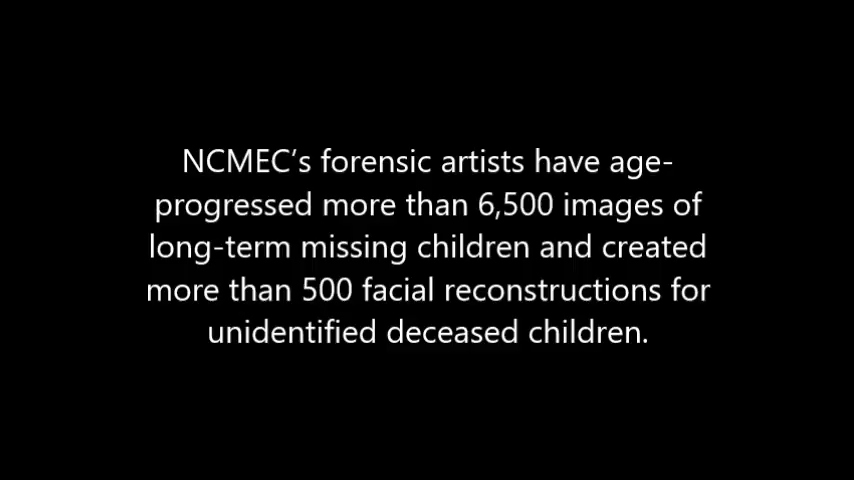 NCMEC’s forensic artists have age-
progressed more than 6,500 images of
long-term missing children and created
more than 500 facial reconstructions for
unidentified deceased children.